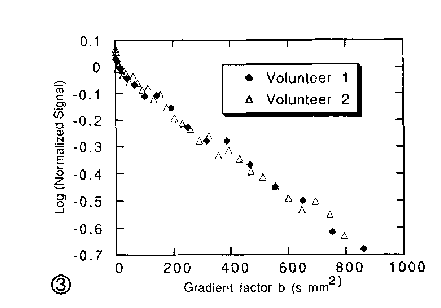 0.1
0
-0.1
-0.2
-0.3
-0.4
-0.5
-0.6
-0.7
Log (Normalized Signal)
Volunteer 1
Volunteer 2
0 200 400 600 800 1000
Gradient factor b (s mm2)
3